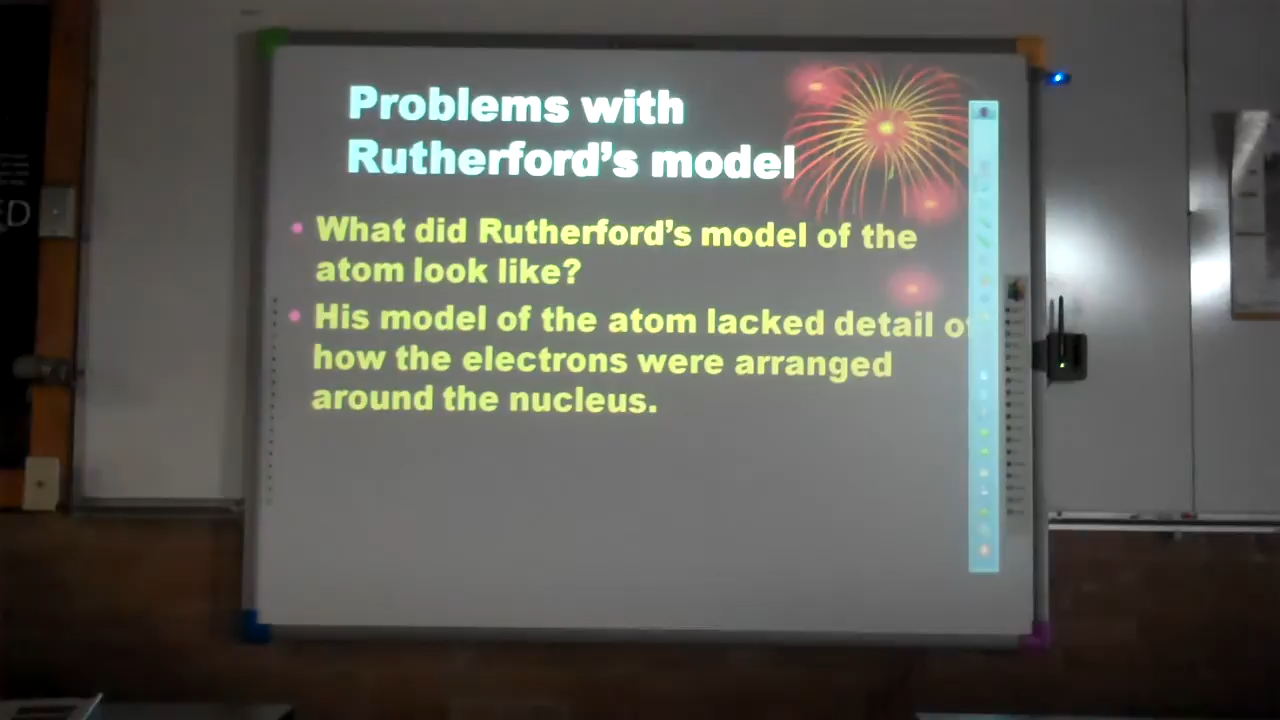 Problems with
Rutherford's model
• What did Rutherford's model of the
atom look like?
• His model of the atom lacked detail of
how the electrons were arranged
around the nucleus.